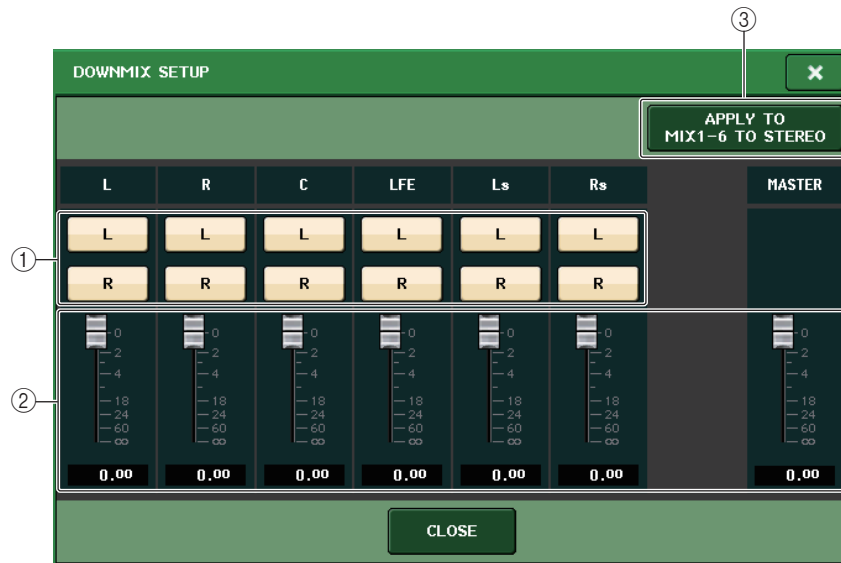 ③
DOWNMIX SETUP
×
APPLY TO
MIX1-6 TO STEREO
L R C LFE Ls Rs MASTER
① L L L L L L
R R R R R R
0 0 0 0 0 0 0
2 2 2 2 2 2 2
4 4 4 4 4 4 4
② 18 18 18 18 18 18 18
24 24 24 24 24 24 24
60 60 60 60 60 60 60
∞ ∞ ∞ ∞ ∞ ∞ ∞
0.00 0.00 0.00 0.00 0.00 0.00 0.00
CLOSE